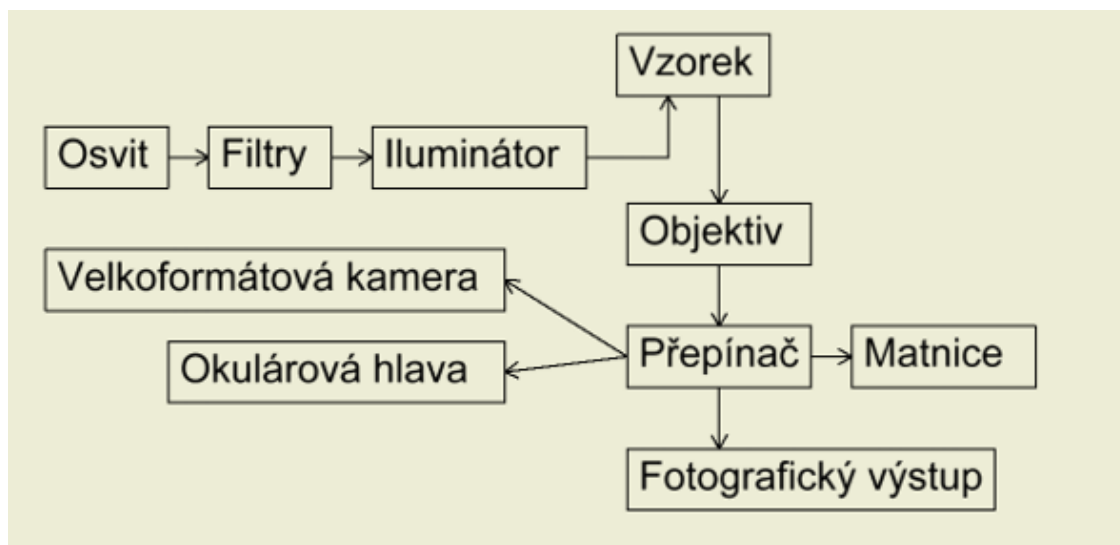 Vzorek
Osvit
Filtry
Iluminátor
Objektiv
Velkoformátová kamera
Přepínač
Matnice
Okulárová hlava
Fotografický výstup